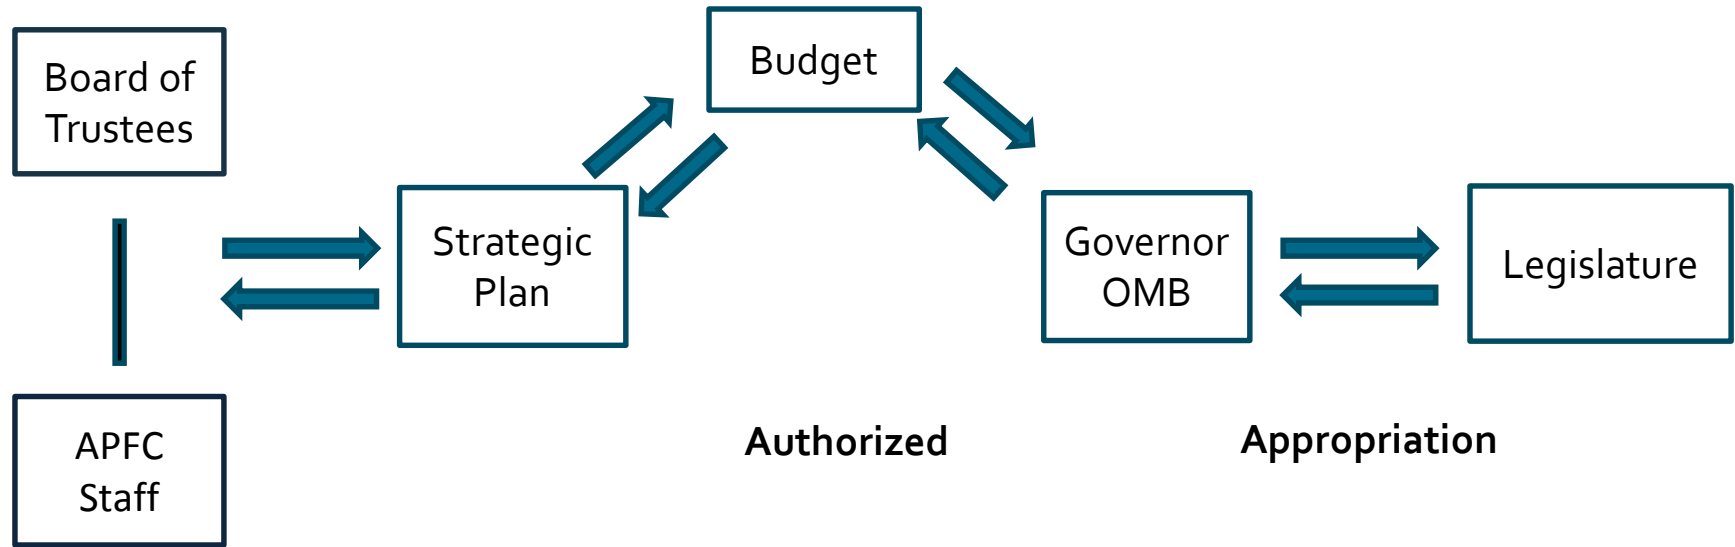 Board of
Trustees
Budget
Strategic
Plan
Governor
OMB
Legislature
APFC
Staff
Authorized
Appropriation